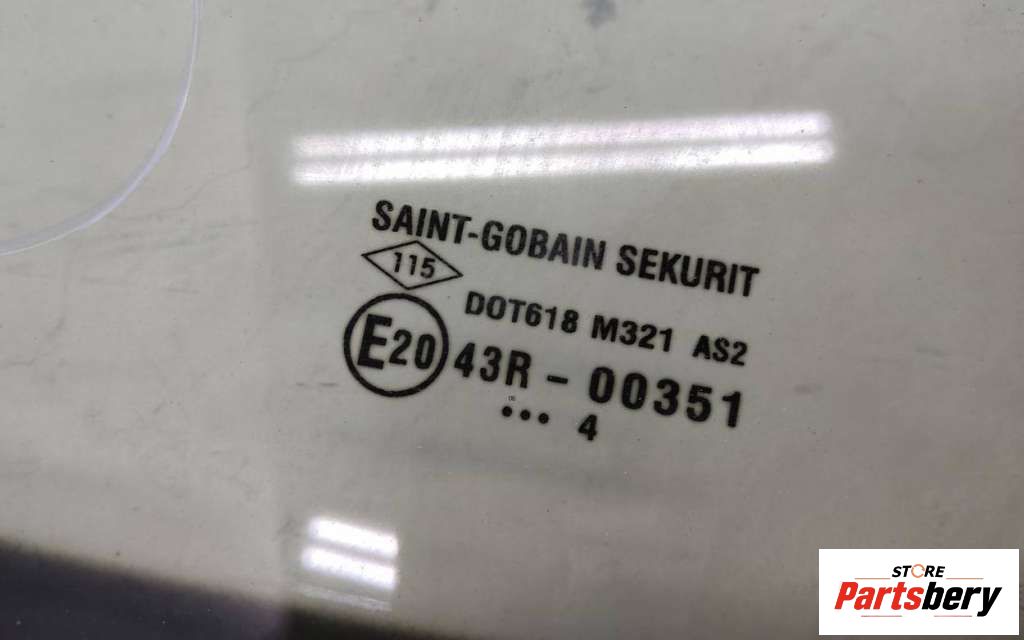 SAINT-GOBAIN SEKURIT
115
DOT618 M321 AS2
E20 43R - 00351
... 4
STORE
Partsbery